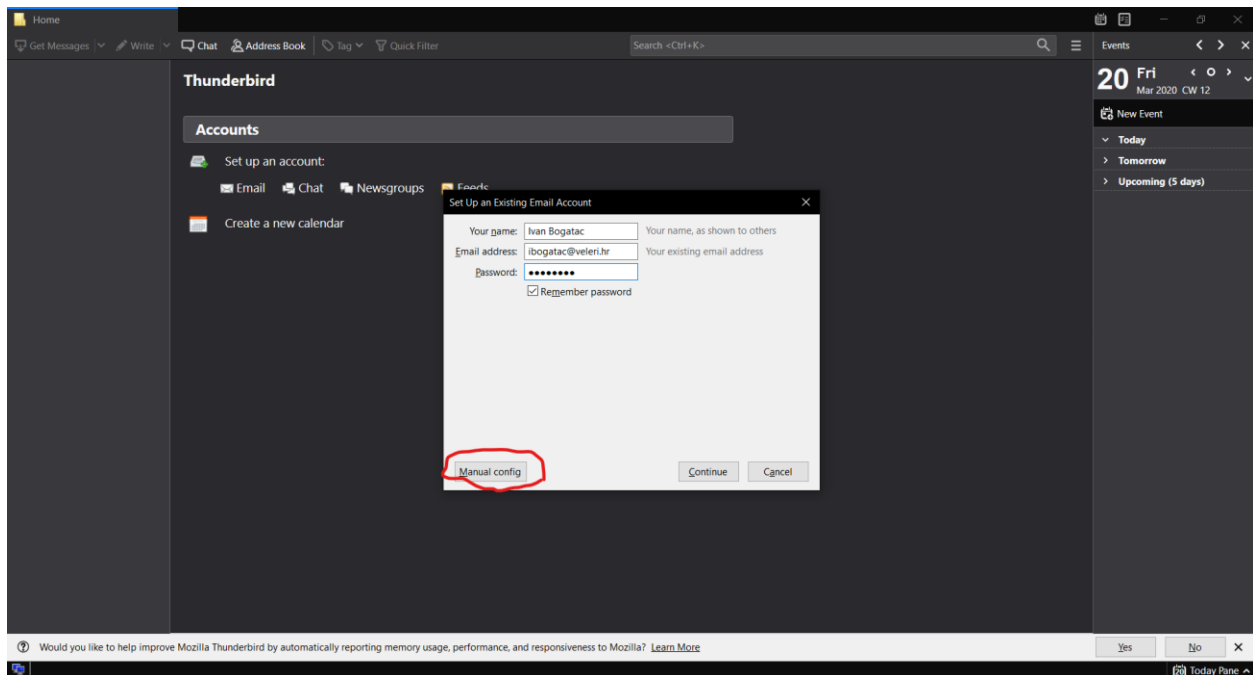 Home
Get Messages Write Chat Address Book Tag Quick Filter Search <Ctrl+K> Events
Thunderbird
20 Fri
Mar 2020 CW 12
New Event
Accounts
Today
Set up an account:
Tomorrow
Email Chat Newsgroups Feeds
Upcoming (5 days)
Create a new calendar
Set Up an Existing Email Account
Your name: Ivan Bogatac Your name, as shown to others
Email address: ibogatac@veleri.hr Your existing email address
Password: ●●●●●●●●
Remember password
Manual config Continue Cancel
Would you like to help improve Mozilla Thunderbird by automatically reporting memory usage, performance, and responsiveness to Mozilla? Learn More Yes No
20 Today Pane